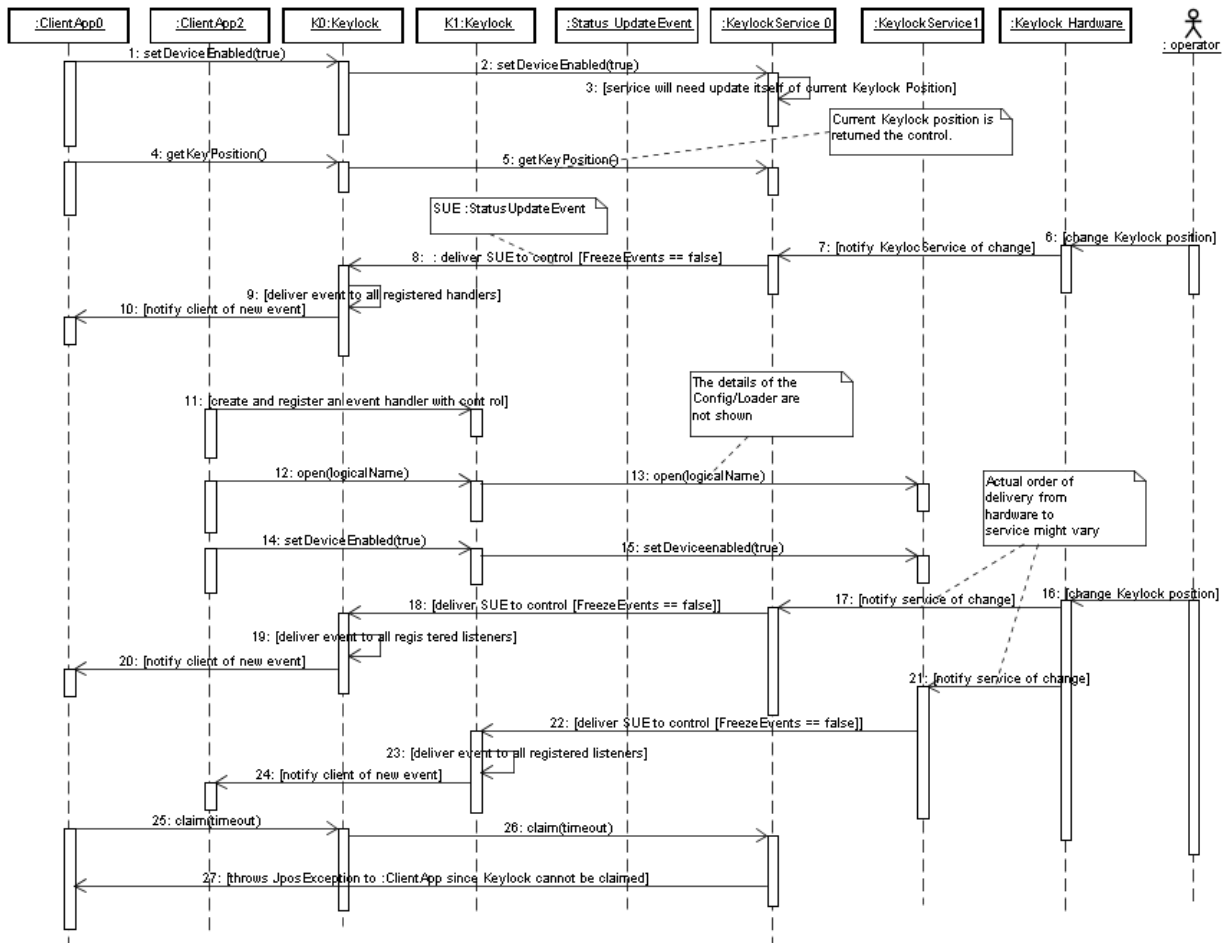 :ClientApp0
:ClientApp2
K0:Keylock
K1:Keylock
:Status UpdateEvent
:KeylockService 0
:KeylockService1
:Keylock Hardware
: operator
1: setDeviceEnabled(true)
2: setDeviceEnabled(true)
3: [service will need update itself of current Keylock Position]
Current Keylock position is
returned the control.
4: getKeyPosition()
5: getKeyPosition()
SUE :StatusUpdateEvent
6: [change Keylock position]
7: [notify KeylocService of change]
8: : deliver SUE to control [FreezeEvents == false]
9: [deliver event to all registered handlers]
10: [notify client of new event]
The details of the
Config/Loader are
not shown
11: [create and register an event handler with control]
12: open(logicalName)
13: open(logicalName)
Actual order of
delivery from
hardware to
service might vary
14: setDeviceEnabled(true)
15: setDeviceenabled(true)
16: [change Keylock position]
17: [notify service of change]
18: [deliver SUE to control [FreezeEvents == false]]
19: [deliver event to all regis tered listeners]
20: [notify client of new event]
21: [notify service of change]
22: [deliver SUE to control [FreezeEvents == false]]
23: [deliver event to all registered listeners]
24: [notify client of new event]
25: claim(timeout)
26: claim(timeout)
27: [throws JposException to :ClientApp since Keylock cannot be claimed]